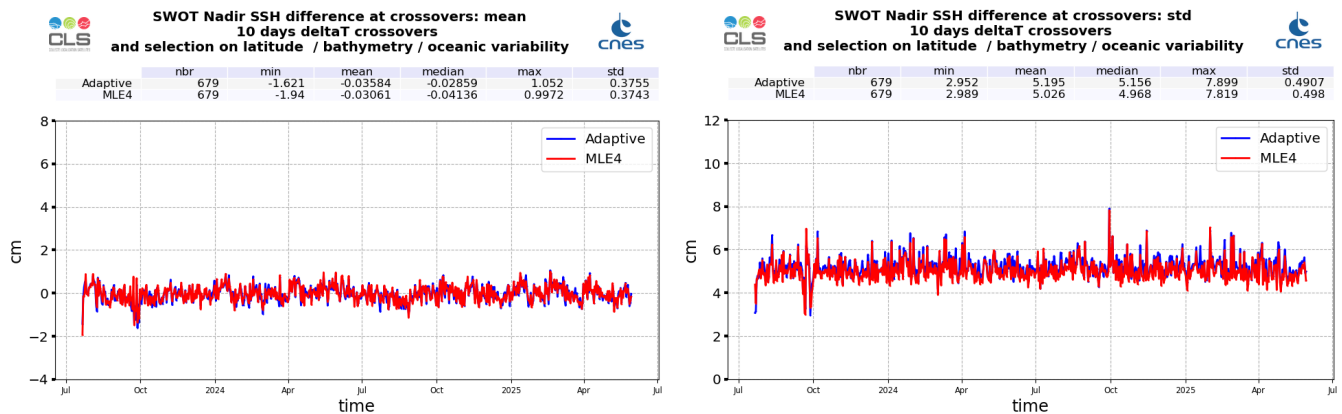 SWOT Nadir SSH difference at crossovers: mean
10 days deltaT crossovers
and selection on latitude / bathymetry / oceanic variability
CLS
cnes
nbr min mean median max std
Adaptive 679 -1.621 -0.03584 -0.02859 1.052 0.3755
MLE4 679 -1.94 -0.03061 -0.04136 0.9972 0.3743
8
6
4
2
0
−2
−4
cm
Adaptive
MLE4
Jul Oct 2024 Apr Jul Oct 2025 Apr Jul
time
SWOT Nadir SSH difference at crossovers: std
10 days deltaT crossovers
and selection on latitude / bathymetry / oceanic variability
CLS
cnes
nbr min mean median max std
Adaptive 679 2.952 5.195 5.156 7.899 0.4907
MLE4 679 2.989 5.026 4.968 7.819 0.498
12
10
8
6
4
2
0
cm
Adaptive
MLE4
Jul Oct 2024 Apr Jul Oct 2025 Apr Jul
time